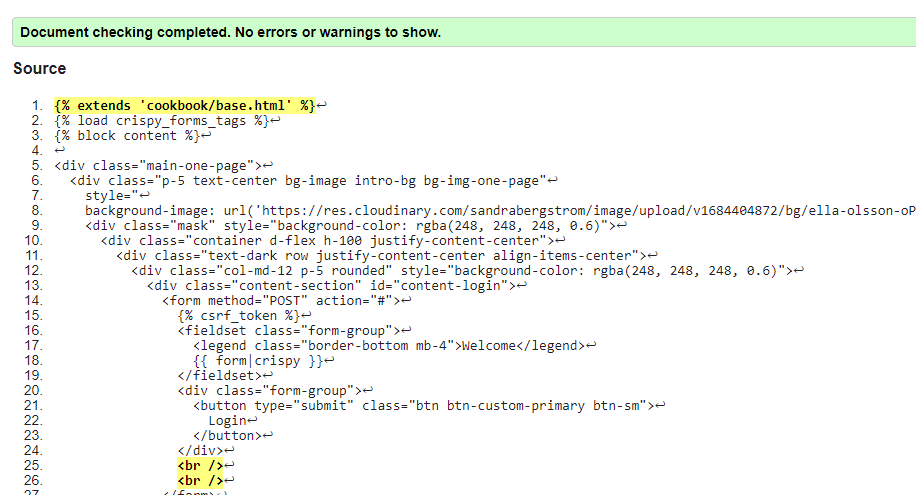 Document checking completed. No errors or warnings to show.
Source
1. {% extends 'cookbook/base.html' %}↩
2. {% load crispy_forms_tags %}↩
3. {% block content %}↩
4. ↩
5. <div class="main-one-page">↩
6. <div class="p-5 text-center bg-image intro-bg bg-img-one-page"↩
7. style="↩
8. background-image: url('https://res.cloudinary.com/sandrabergstrom/image/upload/v1684404872/bg/ella-olsson-oP
9. <div class="mask" style="background-color: rgba(248, 248, 248, 0.6)">↩
10. <div class="container d-flex h-100 justify-content-center">↩
11. <div class="text-dark row justify-content-center align-items-center">↩
12. <div class="col-md-12 p-5 rounded" style="background-color: rgba(248, 248, 248, 0.6)">↩
13. <div class="content-section" id="content-login">↩
14. <form method="POST" action="#">↩
15. {% csrf_token %}↩
16. <fieldset class="form-group">↩
17. <legend class="border-bottom mb-4">Welcome</legend>↩
18. {{ form|crispy }}↩
19. </fieldset>↩
20. <div class="form-group">↩
21. <button type="submit" class="btn btn-custom-primary btn-sm">↩
22. Login↩
23. </button>↩
24. </div>↩
25. <br />↩
26. <br />↩
27. </form>↩